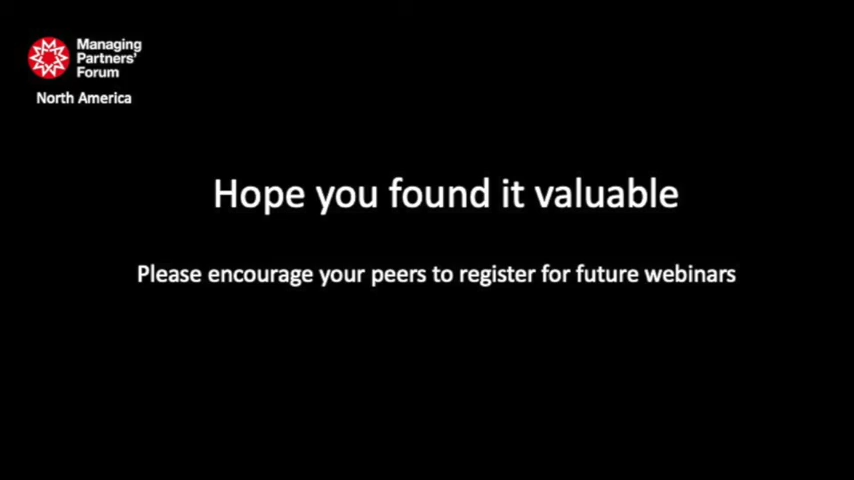 Managing
Partners'
Forum
North America
Hope you found it valuable
Please encourage your peers to register for future webinars